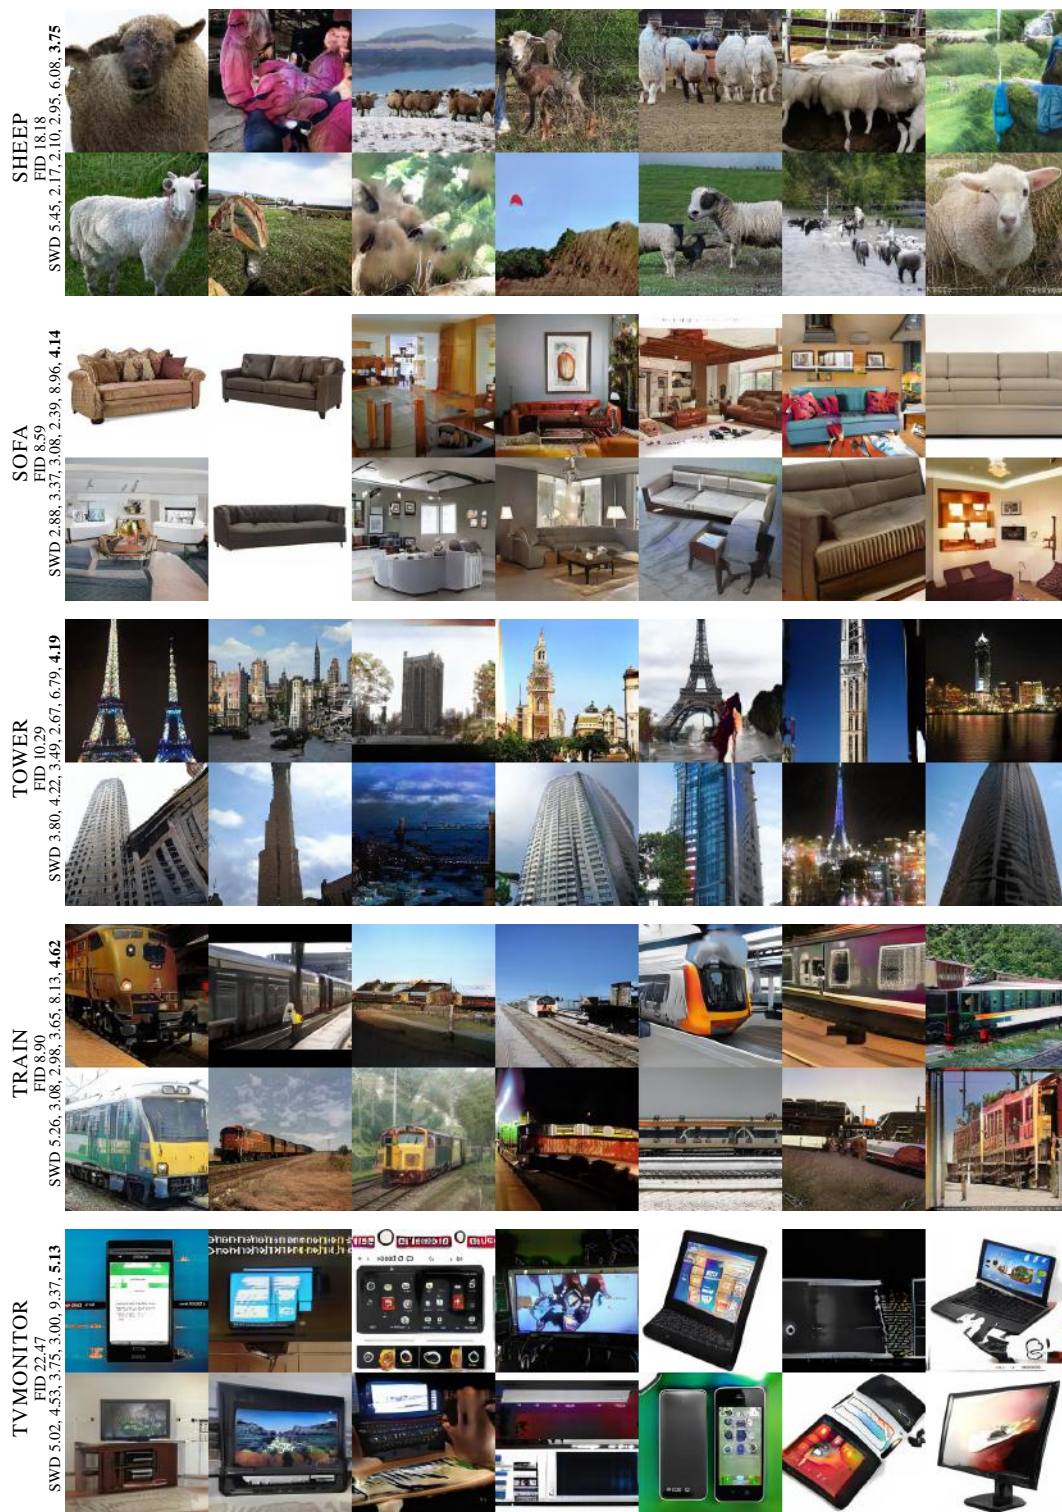 SHEEP
FID 18.18
SWD 5.45, 2.17, 2.10, 2.95, 6.08, 3.75
SOFA
FID 8.59
SWD 2.88, 3.37, 3.08, 2.39, 8.96, 4.14
TOWER
FID 10.29
SWD 3.80, 4.22, 3.49, 2.67, 6.79, 4.19
TRAIN
FID 8.90
SWD 5.26, 3.08, 2.98, 3.65, 8.13, 4.62
TVMONITOR
FID 22.47
SWD 5.02, 4.53, 3.75, 3.00, 9.37, 5.13